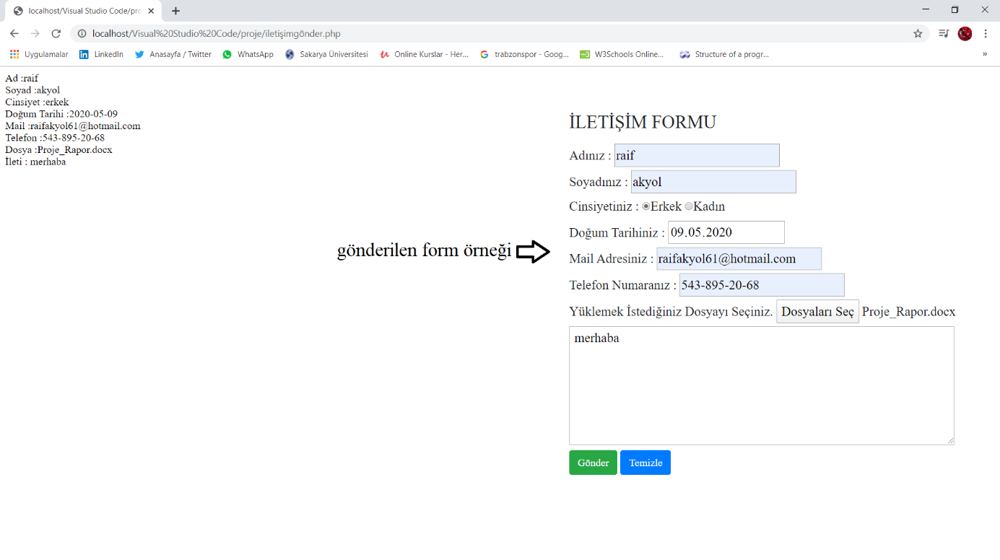 localhost/Visual Studio Code/pro
localhost/Visual%20Studio%20Code/proje/iletişimgönder.php
Uygulamalar LinkedIn Anasayfa / Twitter WhatsApp Sakarya Üniversitesi Online Kurslar - Her... trabzonspor - Goog... W3Schools Online... Structure of a progr... »
Ad :raif
Soyad :akyol
Cinsiyet :erkek
Doğum Tarihi :2020-05-09
Mail :raifakyol61@hotmail.com
Telefon :543-895-20-68
Dosya :Proje_Rapor.docx
İleti : merhaba
gönderilen form örneği
İLETİŞİM FORMU
Adınız : raif
Soyadınız : akyol
Cinsiyetiniz : Erkek Kadın
Doğum Tarihiniz : 09.05.2020
Mail Adresiniz : raifakyol61@hotmail.com
Telefon Numaranız : 543-895-20-68
Yüklemek İstediğiniz Dosyayı Seçiniz. Dosyaları Seç Proje_Rapor.docx
merhaba
Gönder Temizle